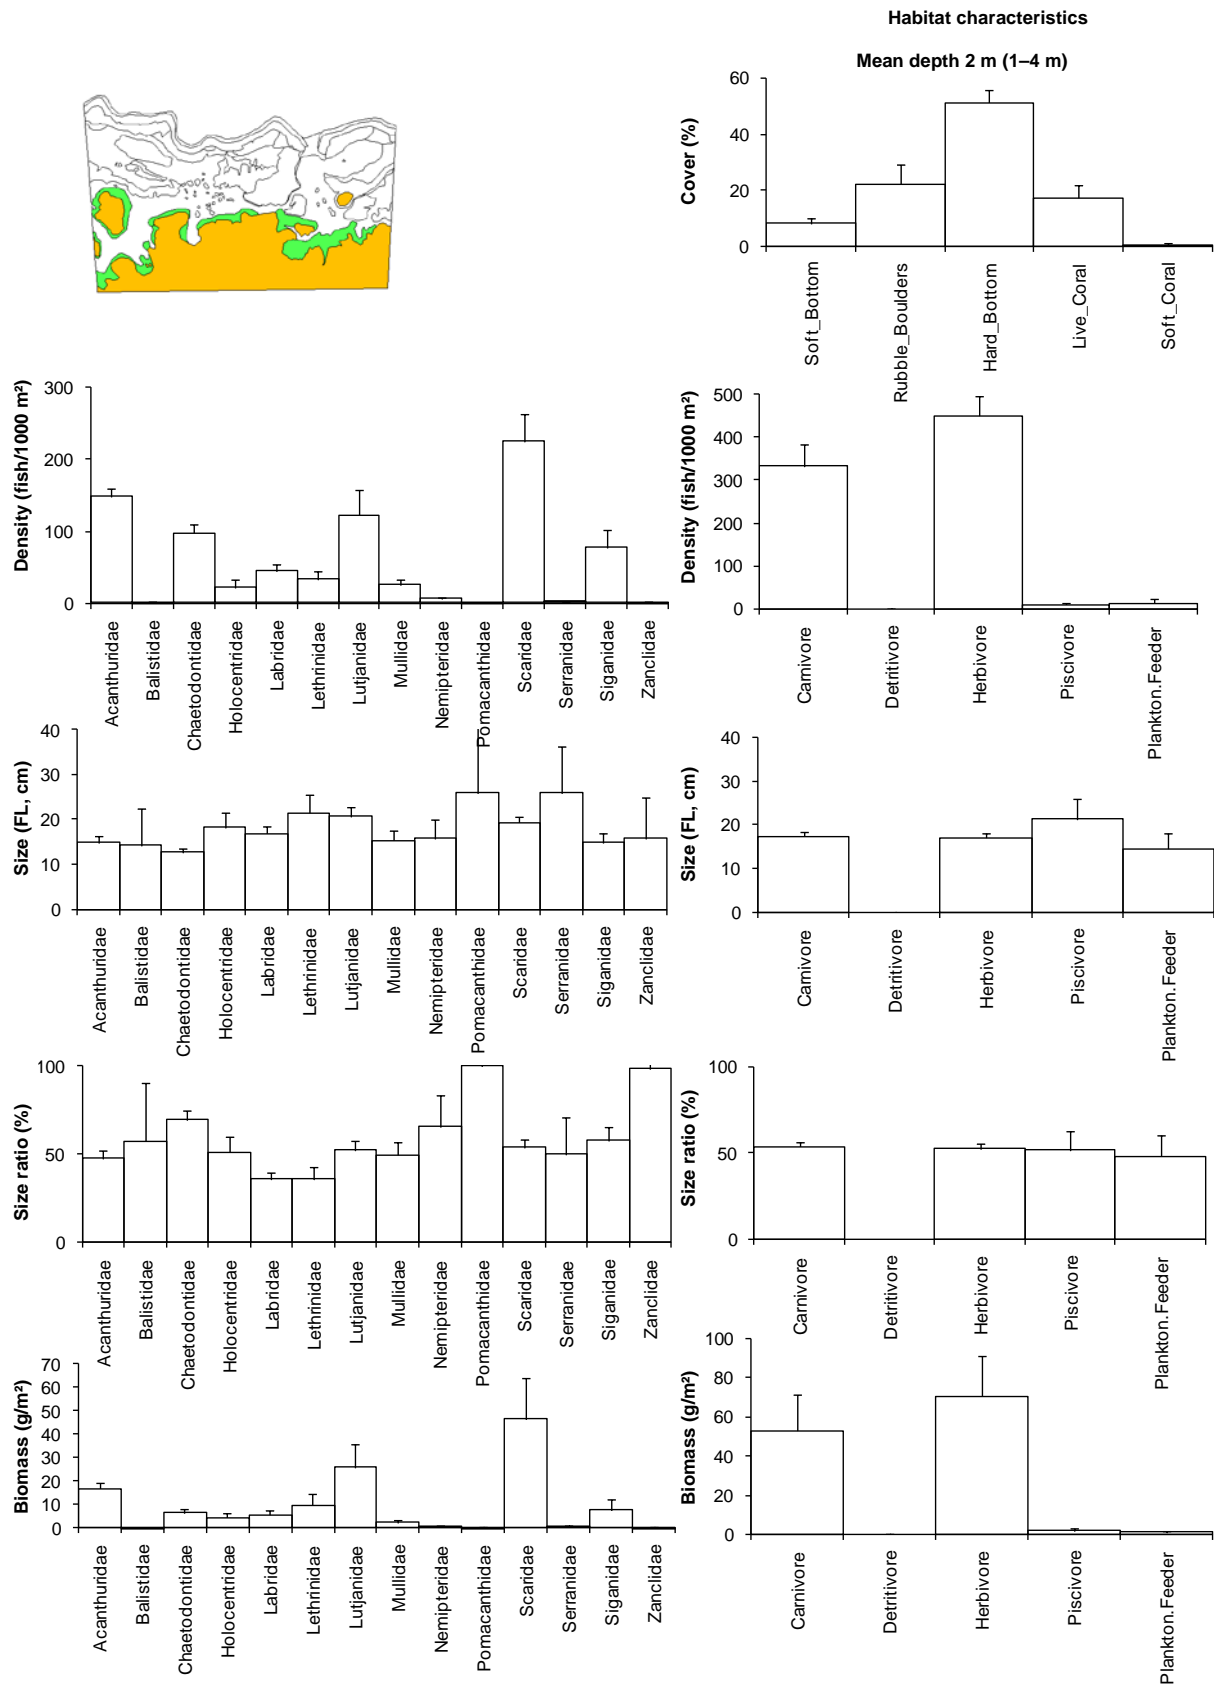 Habitat characteristics
Mean depth 2 m (1–4 m)
Cover (%)
60
40
20
0
Soft_Bottom
Rubble_Boulders
Hard_Bottom
Live_Coral
Soft_Coral
Density (fish/1000 m²)
300
200
100
0
Acanthuridae
Balistidae
Chaetodontidae
Holocentridae
Labridae
Lethrinidae
Lutjanidae
Mullidae
Nemipteridae
Pomacanthidae
Scaridae
Serranidae
Siganidae
Zanclidae
Density (fish/1000 m²)
500
400
300
200
100
0
Carnivore
Detritivore
Herbivore
Piscivore
Plankton.Feeder
Size (FL, cm)
40
30
20
10
0
Acanthuridae
Balistidae
Chaetodontidae
Holocentridae
Labridae
Lethrinidae
Lutjanidae
Mullidae
Nemipteridae
Pomacanthidae
Scaridae
Serranidae
Siganidae
Zanclidae
Size (FL, cm)
40
30
20
10
0
Carnivore
Detritivore
Herbivore
Piscivore
Plankton.Feeder
Size ratio (%)
100
50
0
Acanthuridae
Balistidae
Chaetodontidae
Holocentridae
Labridae
Lethrinidae
Lutjanidae
Mullidae
Nemipteridae
Pomacanthidae
Scaridae
Serranidae
Siganidae
Zanclidae
Size ratio (%)
100
50
0
Carnivore
Detritivore
Herbivore
Piscivore
Plankton.Feeder
Biomass (g/m²)
70
60
50
40
30
20
10
0
Acanthuridae
Balistidae
Chaetodontidae
Holocentridae
Labridae
Lethrinidae
Lutjanidae
Mullidae
Nemipteridae
Pomacanthidae
Scaridae
Serranidae
Siganidae
Zanclidae
Biomass (g/m²)
100
80
60
40
20
0
Carnivore
Detritivore
Herbivore
Piscivore
Plankton.Feeder